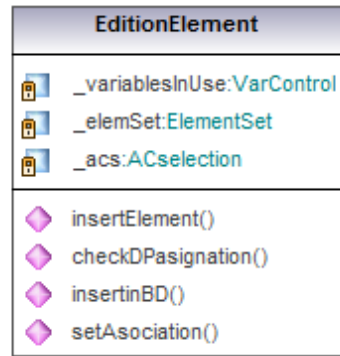 EditionElement
_variablesInUse:VarControl
_elemSet:ElementSet
_acs:ACselection
insertElement()
checkDPasignation()
insertinBD()
setAsociation()